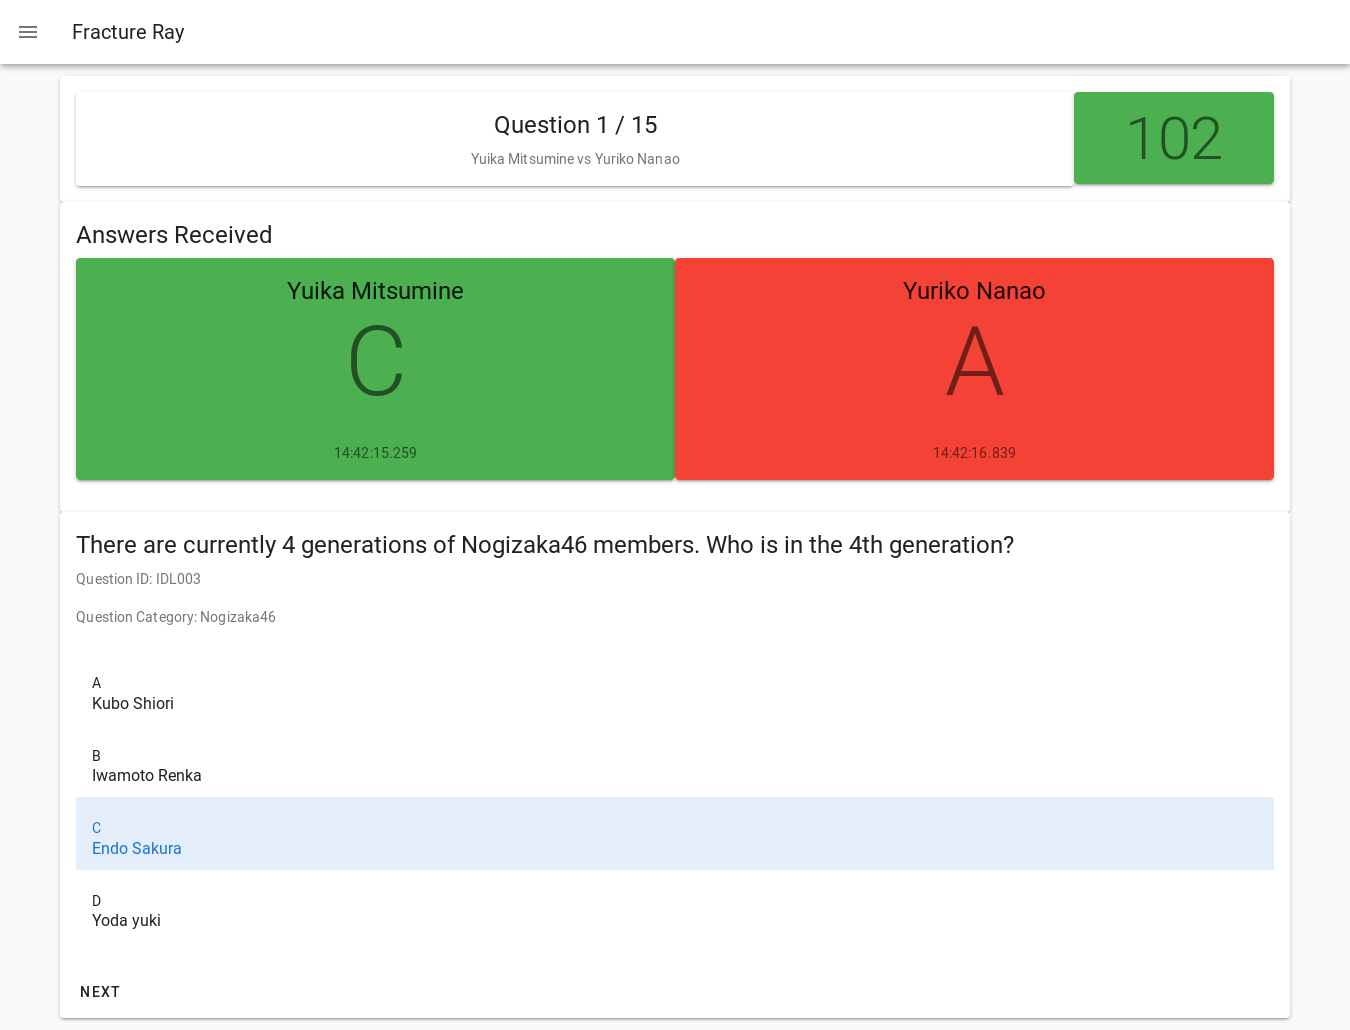 Fracture Ray
Question 1 / 15
Yuika Mitsumine vs Yuriko Nanao
102
Answers Received
Yuika Mitsumine
C
14:42:15.259
Yuriko Nanao
A
14:42:16.839
There are currently 4 generations of Nogizaka46 members. Who is in the 4th generation?
Question ID: IDL003
Question Category: Nogizaka46
A
Kubo Shiori
B
Iwamoto Renka
C
Endo Sakura
D
Yoda yuki
NEXT